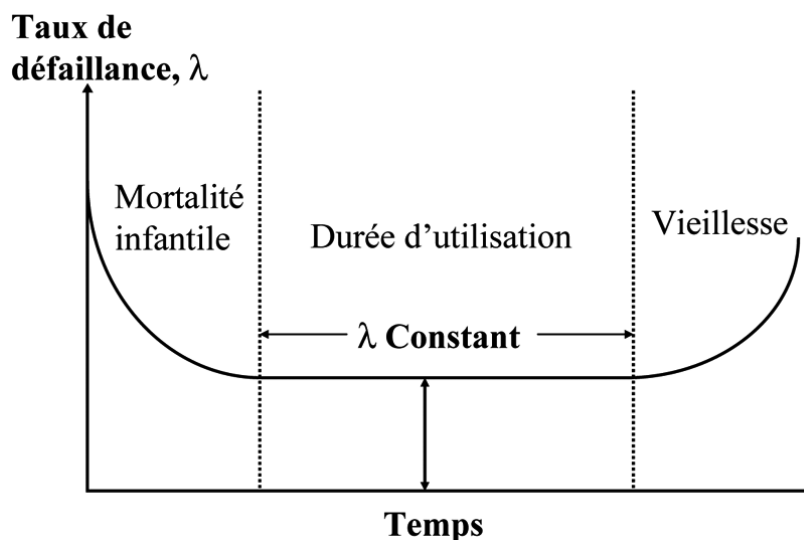 Taux de
défaillance, λ
Mortalité
infantile
Durée d’utilisation
Vieillesse
λ Constant
Temps